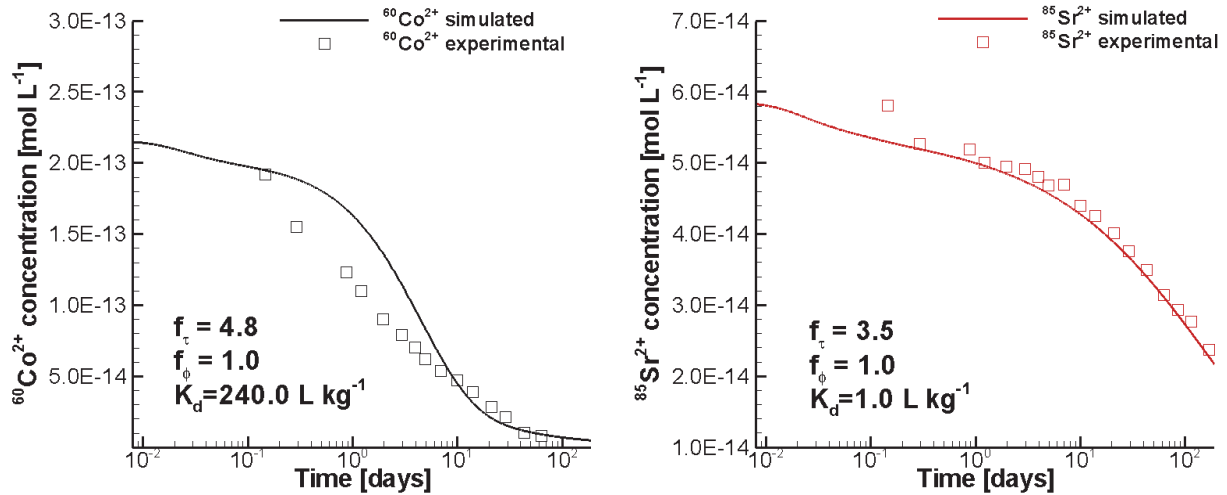 ⁶⁰Co²⁺ simulated
⁶⁰Co²⁺ experimental
3.0E-13
2.5E-13
2.0E-13
1.5E-13
1.0E-13
5.0E-14
⁶⁰Co²⁺ concentration [mol L⁻¹]
f_τ = 4.8
f_ϕ = 1.0
K_d=240.0 L kg⁻¹
10⁻² 10⁻¹ 10⁰ 10¹ 10²
Time [days]
⁸⁵Sr²⁺ simulated
⁸⁵Sr²⁺ experimental
7.0E-14
6.0E-14
5.0E-14
4.0E-14
3.0E-14
2.0E-14
1.0E-14
⁸⁵Sr²⁺ concentration [mol L⁻¹]
f_τ = 3.5
f_ϕ = 1.0
K_d=1.0 L kg⁻¹
10⁻² 10⁻¹ 10⁰ 10¹ 10²
Time [days]